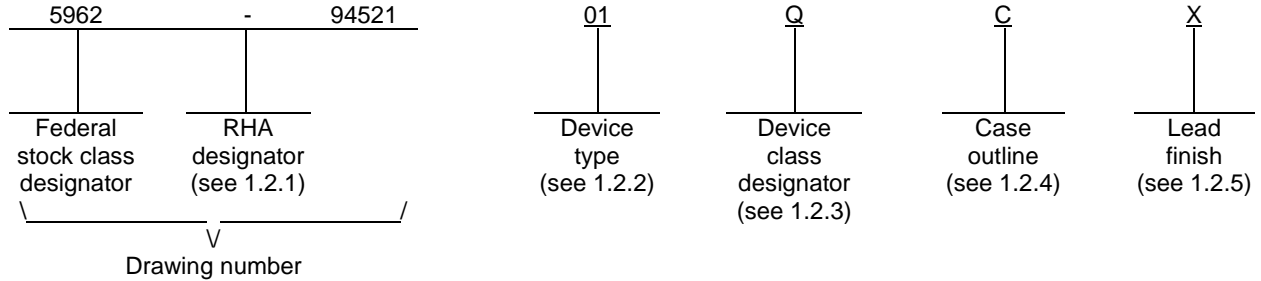 5962 - 94521 01 Q C X
Federal stock class designator
RHA designator (see 1.2.1)
Device type (see 1.2.2)
Device class designator (see 1.2.3)
Case outline (see 1.2.4)
Lead finish (see 1.2.5)
\ /
\/
Drawing number